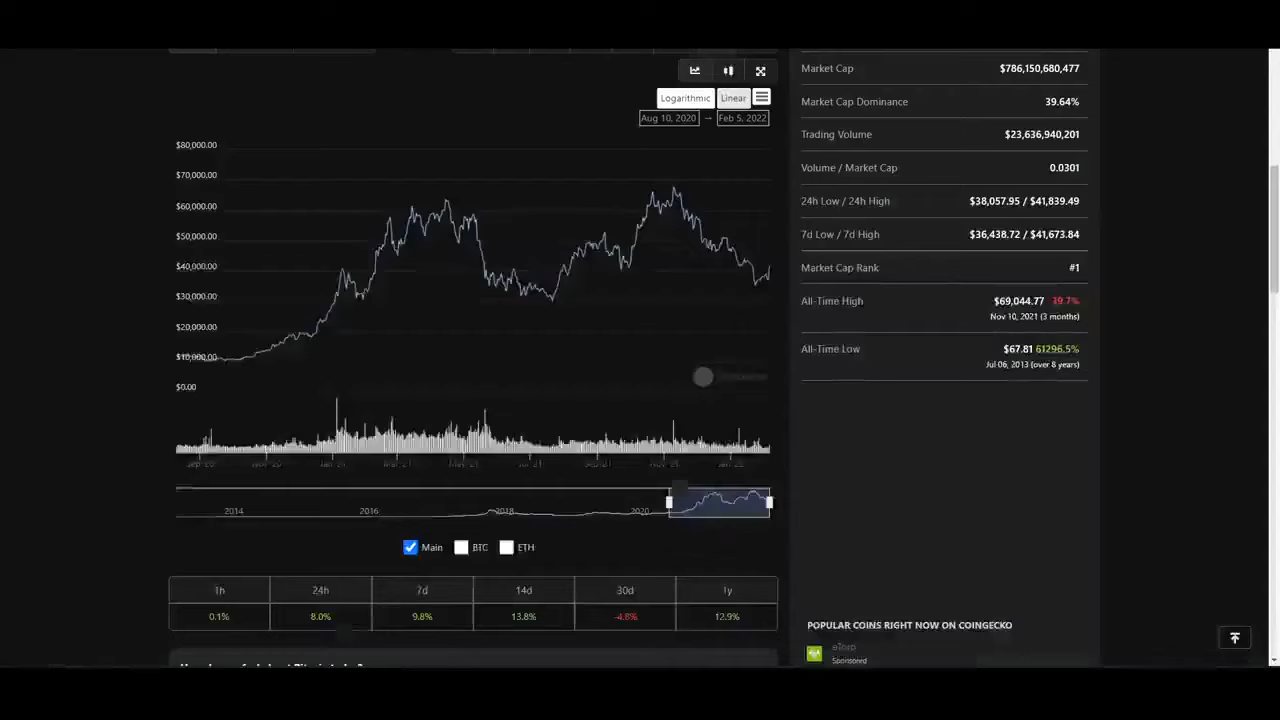 Market Cap $786,150,680,477
Logarithmic Linear
Market Cap Dominance 39.64%
Aug 10, 2020 → Feb 5, 2022
Trading Volume $23,636,940,201
$80,000.00
Volume / Market Cap 0.0301
$70,000.00
24h Low / 24h High $38,057.95 / $41,839.49
$60,000.00
7d Low / 7d High $36,438.72 / $41,673.84
$50,000.00
Market Cap Rank #1
$40,000.00
$30,000.00
All-Time High $69,044.77 39.7%
Nov 10, 2021 (3 months)
$20,000.00
All-Time Low $67.81 61296.5%
$10,000.00
Jul 06, 2013 (over 8 years)
$0.00
2014 2016 2018 2020
Main BTC ETH
1h 24h 7d 14d 30d 1y
0.1% 8.0% 9.8% 13.8% -4.8% 12.9%
POPULAR COINS RIGHT NOW ON COINGECKO
eToro
Sponsored